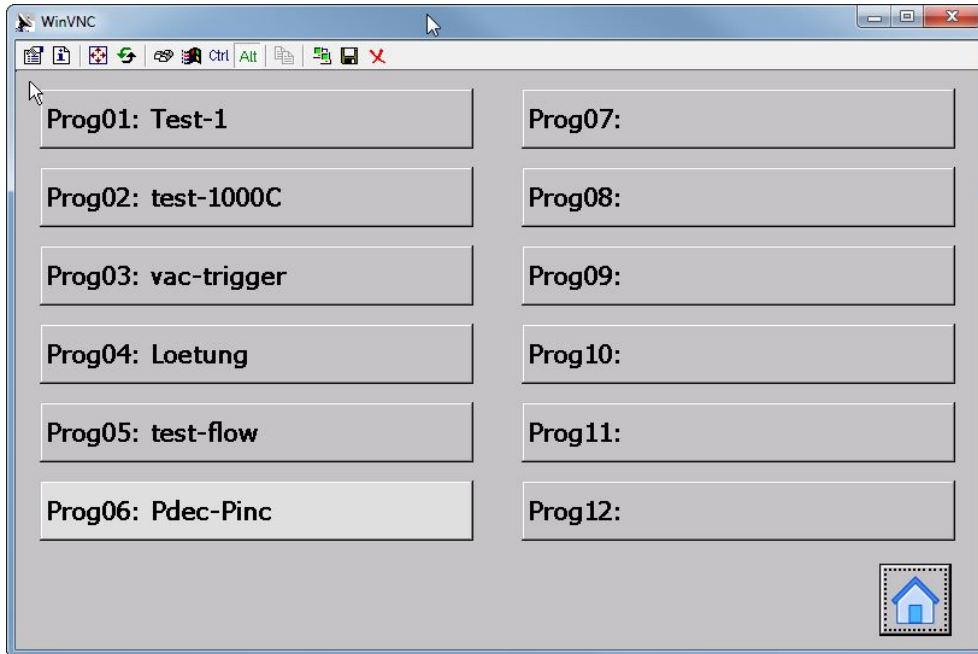 WinVNC
Ctrl Alt
Prog01: Test-1
Prog02: test-1000C
Prog03: vac-trigger
Prog04: Loetung
Prog05: test-flow
Prog06: Pdec-Pinc
Prog07:
Prog08:
Prog09:
Prog10:
Prog11:
Prog12: